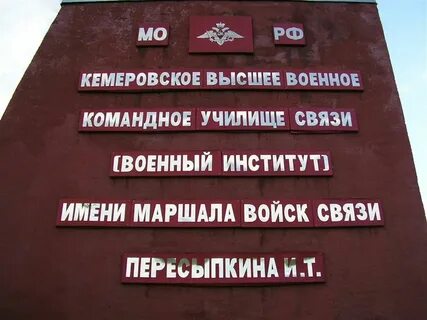 МО РФ
КЕМЕРОВСКОЕ ВЫСШЕЕ ВОЕННОЕ
КОМАНДНОЕ УЧИЛИЩЕ СВЯЗИ
(ВОЕННЫЙ ИНСТИТУТ)
ИМЕНИ МАРШАЛА ВОЙСК СВЯЗИ
ПЕРЕСЫПКИНА И.Т.